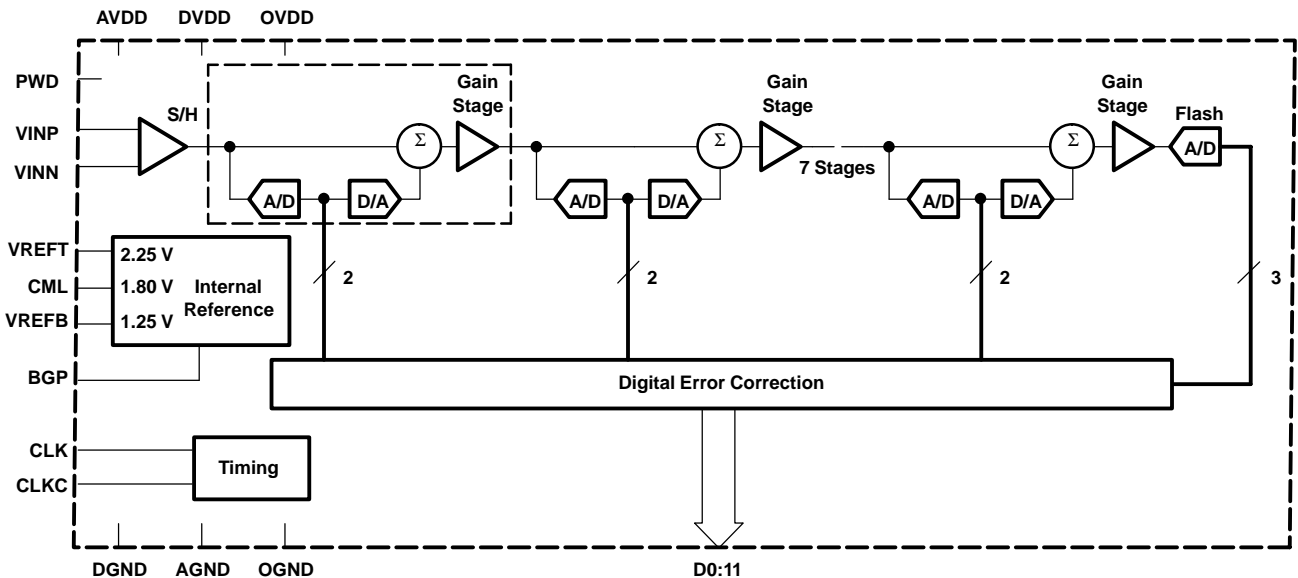 AVDD DVDD OVDD
PWD
Gain
Stage
Gain
Stage
Gain
Stage
S/H
Flash
VINP
VINN
Σ
Σ
Σ
A/D
7 Stages
A/D D/A
A/D D/A
A/D D/A
VREFT
2.25 V
CML
1.80 V
Internal
Reference
VREFB
1.25 V
2
2
2
3
BGP
Digital Error Correction
CLK
CLKC
Timing
DGND AGND OGND
D0:11